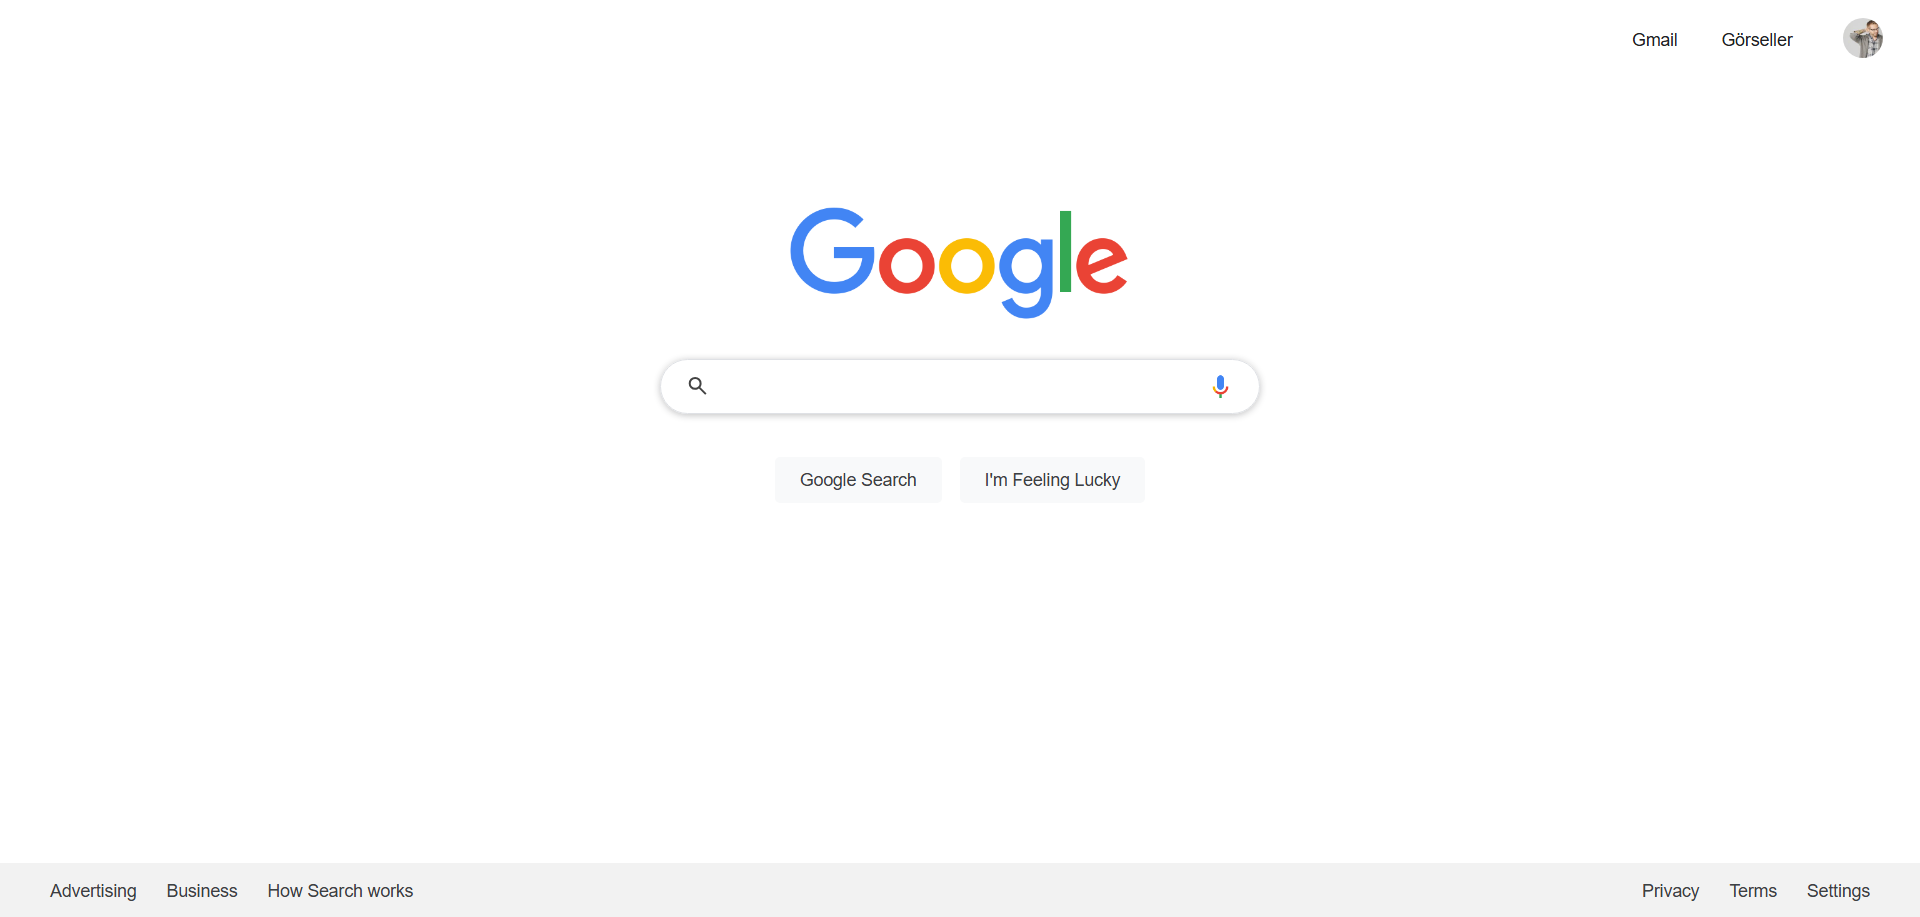 Gmail Görseller
Google
Google Search I'm Feeling Lucky
Advertising Business How Search works Privacy Terms Settings